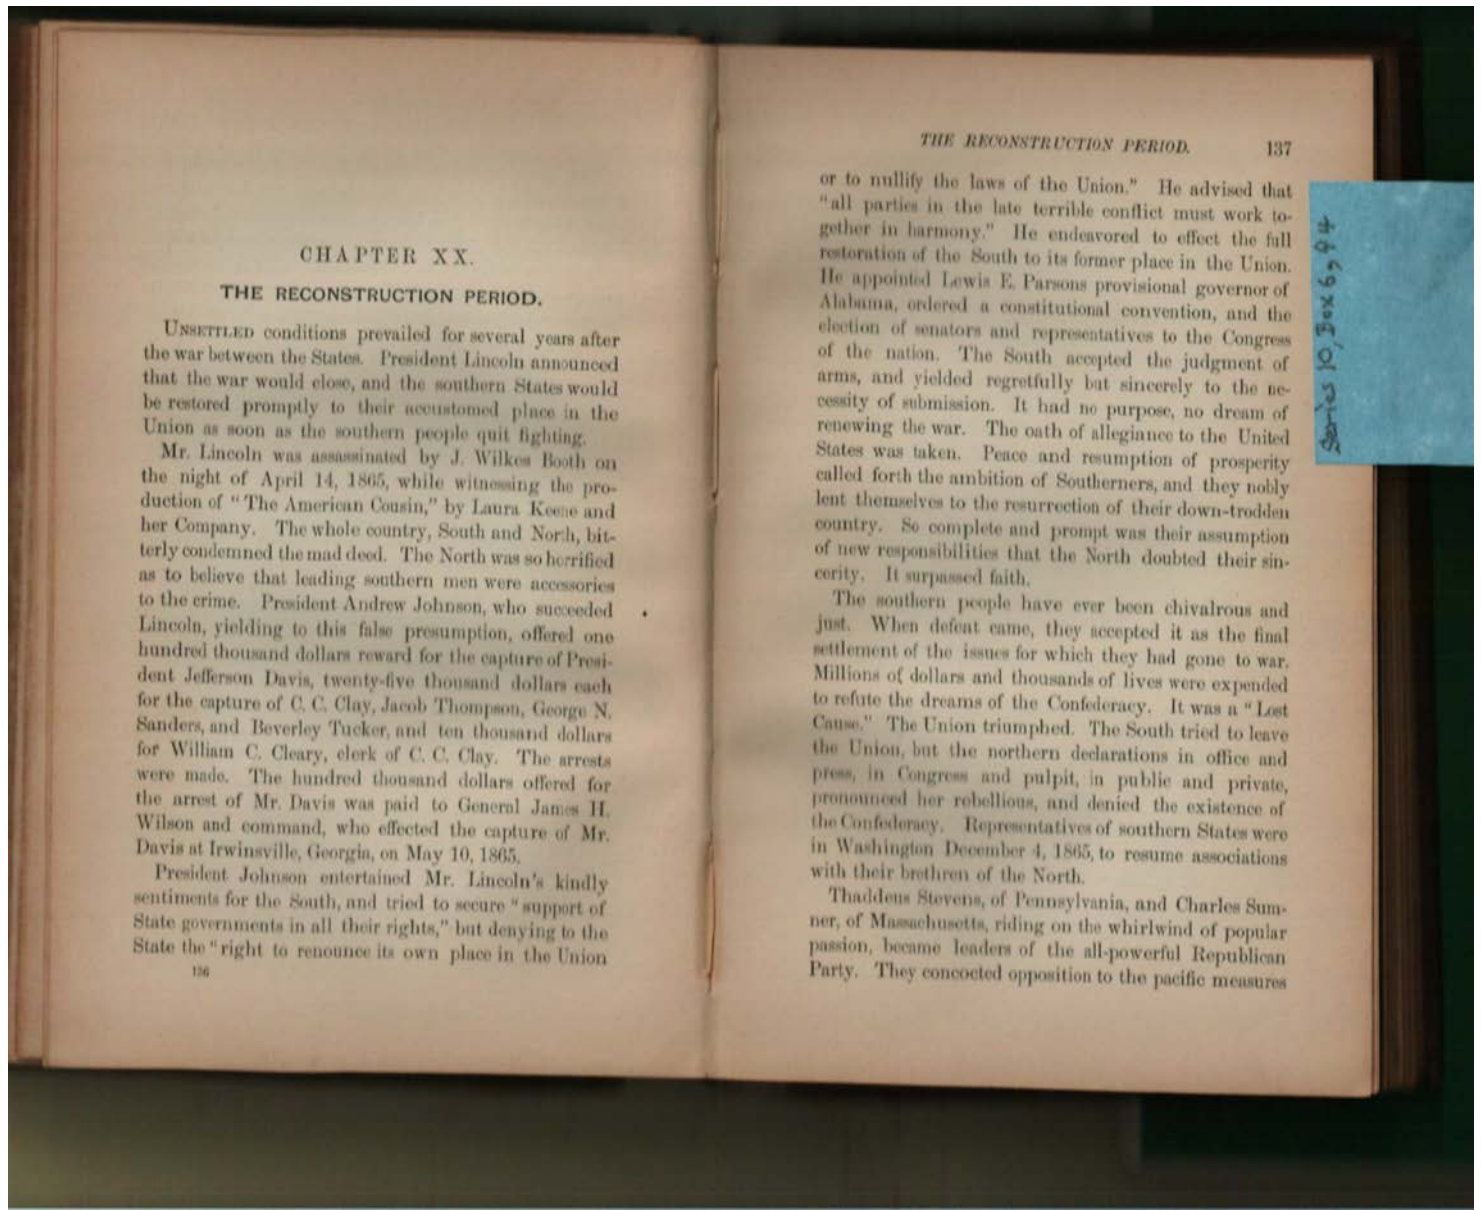 CHAPTER XX.
THE RECONSTRUCTION PERIOD.
UNSETTLED conditions prevailed for several years after
the war between the States. President Lincoln announced
that the war would close, and the southern States would
be restored promptly to their accustomed place in the
Union as soon as the southern people quit fighting.
Mr. Lincoln was assassinated by J. Wilkes Booth on
the night of April 14, 1865, while witnessing the pro-
duction of "The American Cousin," by Laura Keene and
her Company. The whole country, South and North, bit-
terly condemned the mad deed. The North was so horrified
as to believe that leading southern men were accessories
to the crime. President Andrew Johnson, who succeeded
Lincoln, yielding to this false presumption, offered one
hundred thousand dollars reward for the capture of Presi-
dent Jefferson Davis, twenty-five thousand dollars each
for the capture of C. C. Clay, Jacob Thompson, George N.
Sanders, and Beverley Tucker, and ten thousand dollars
for William C. Cleary, clerk of C. C. Clay. The arrests
were made. The hundred thousand dollars offered for
the arrest of Mr. Davis was paid to General James H.
Wilson and command, who effected the capture of Mr.
Davis at Irwinsville, Georgia, on May 10, 1865.
President Johnson entertained Mr. Lincoln's kindly
sentiments for the South, and tried to secure "support of
State governments in all their rights," but denying to the
State the "right to renounce its own place in the Union
136
THE RECONSTRUCTION PERIOD. 137
or to nullify the laws of the Union." He advised that
"all parties in the late terrible conflict must work to-
gether in harmony." He endeavored to effect the full
restoration of the South to its former place in the Union.
He appointed Lewis E. Parsons provisional governor of
Alabama, ordered a constitutional convention, and the
election of senators and representatives to the Congress
of the nation. The South accepted the judgment of
arms, and yielded regretfully but sincerely to the ne-
cessity of submission. It had no purpose, no dream of
renewing the war. The oath of allegiance to the United
States was taken. Peace and resumption of prosperity
called forth the ambition of Southerners, and they nobly
lent themselves to the resurrection of their down-trodden
country. So complete and prompt was their assumption
of new responsibilities that the North doubted their sin-
cerity. It surpassed faith.
The southern people have ever been chivalrous and
just. When defeat came, they accepted it as the final
settlement of the issues for which they had gone to war.
Millions of dollars and thousands of lives were expended
to refute the dreams of the Confederacy. It was a "Lost
Cause." The Union triumphed. The South tried to leave
the Union, but the northern declarations in office and
press, in Congress and pulpit, in public and private,
pronounced her rebellious, and denied the existence of
the Confederacy. Representatives of southern States were
in Washington December 4, 1865, to resume associations
with their brethren of the North.
Thaddeus Stevens, of Pennsylvania, and Charles Sum-
ner, of Massachusetts, riding on the whirlwind of popular
passion, became leaders of the all-powerful Republican
Party. They concocted opposition to the pacific measures
Series 10, Box 6, 94